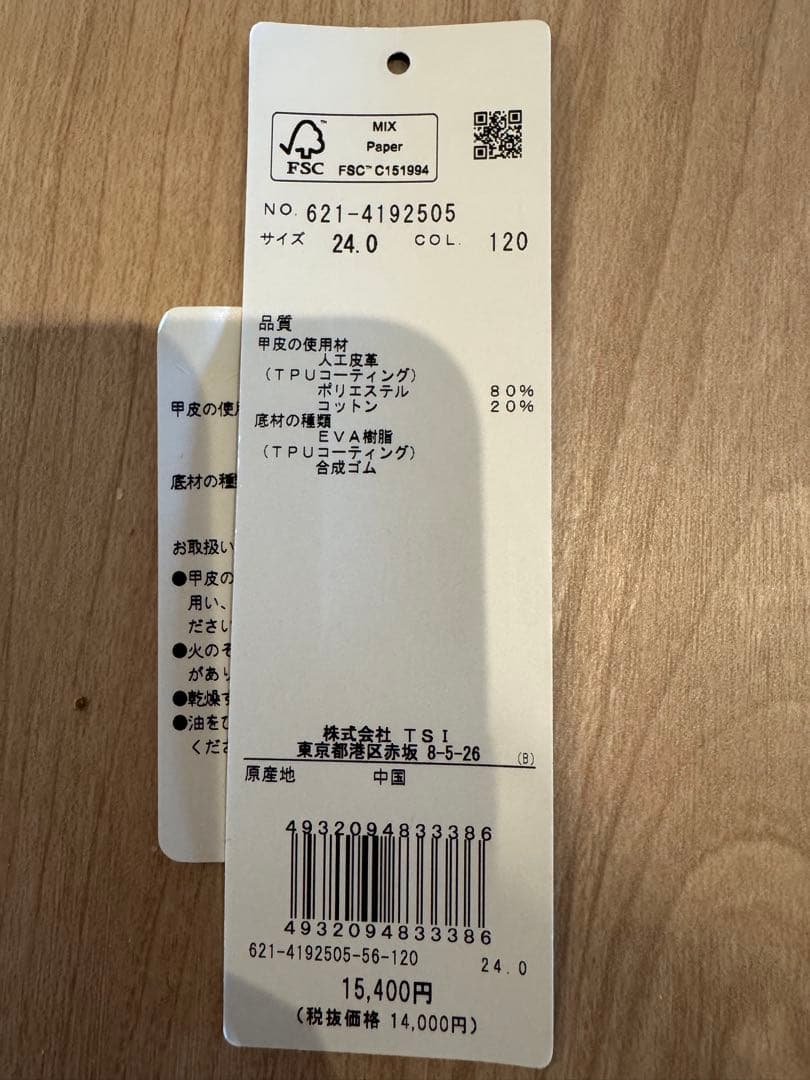 MIX
Paper
FSC™ C151994
FSC
NO. 621-4192505
サイズ 24.0 COL. 120
品質
甲皮の使用材
人工皮革
(TPUコーティング)
ポリエステル 80%
コットン 20%
底材の種類
EVA樹脂
(TPUコーティング)
合成ゴム
株式会社 TSI
東京都港区赤坂 8-5-26 (B)
原産地 中国
4932094833386
4932094833386
621-4192505-56-120 24.0
15,400円
(税抜価格 14,000円)
甲皮の使
底材の種
お取扱い
●甲皮の
用い、
ださい
●火のそ
があり
●乾燥す
●油をひ
くださ